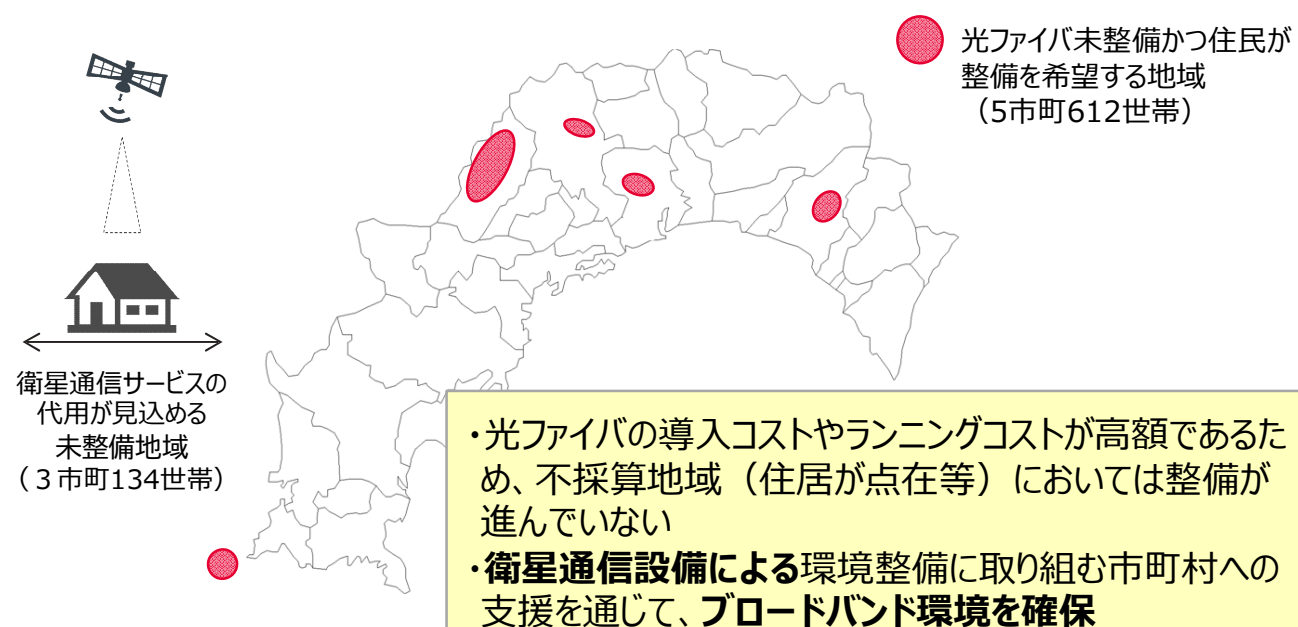 光ファイバ未整備かつ住民が
整備を希望する地域
（5市町612世帯）
衛星通信サービスの
代用が見込める
未整備地域
（３市町134世帯）
・光ファイバの導入コストやランニングコストが高額であるた
め、不採算地域（住居が点在等）においては整備が
進んでいない
・衛星通信設備による環境整備に取り組む市町村への
支援を通じて、ブロードバンド環境を確保